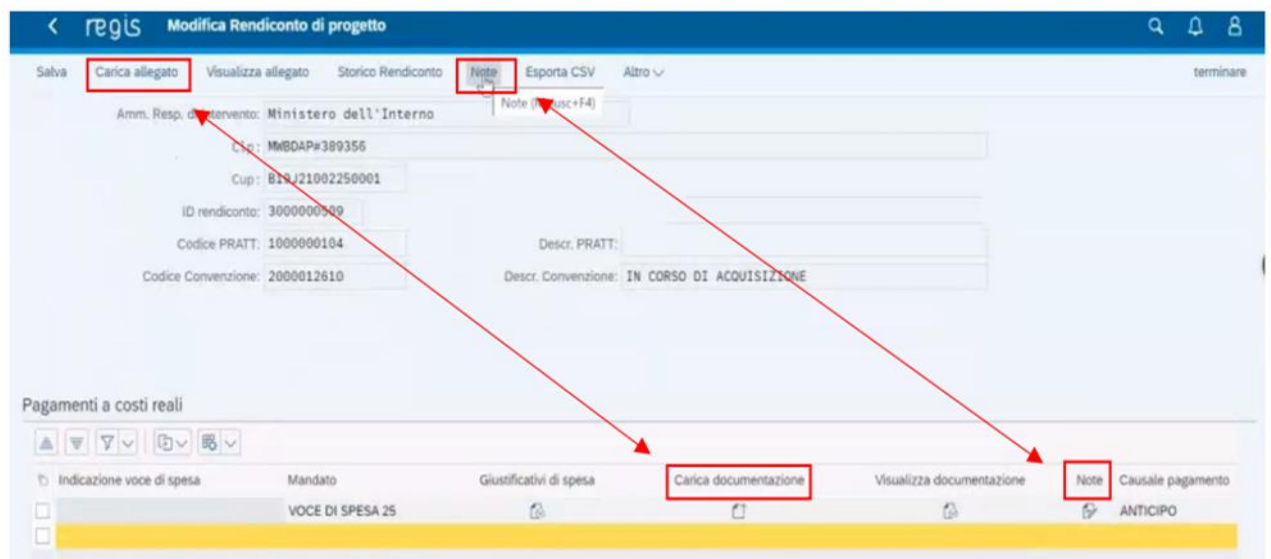 regis Modifica Rendiconto di progetto
Salva Carica allegato Visualizza allegato Storico Rendiconto Note Esporta CSV Altro terminare
Note
Amm. Resp. Ministero dell'Interno
MWBDAP#389356
Cup: B19J21002250001
ID rendiconto: 3000000509
Codice PRATT: 1000000104 Descr. PRATT:
Codice Convenzione: 2000012610 Descr. Convenzione: IN CORSO DI ACQUISIZIONE
Pagamenti a costi reali
Indicazione voce di spesa Mandato Giustificativi di spesa Carica documentazione Visualizza documentazione Note Causale pagamento
VOCE DI SPESA 25 ANTICIPO